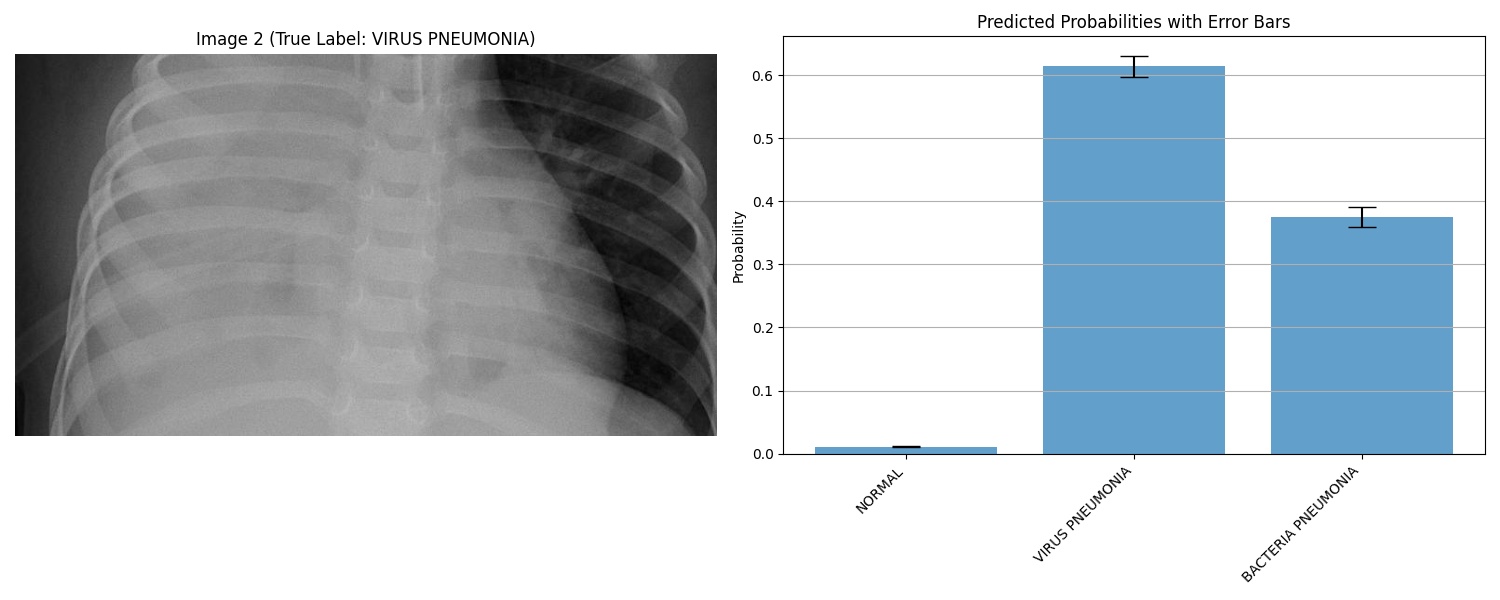 Image 2 (True Label: VIRUS PNEUMONIA)
Predicted Probabilities with Error Bars
Probability
0.6
0.5
0.4
0.3
0.2
0.1
0.0
NORMAL
VIRUS PNEUMONIA
BACTERIA PNEUMONIA